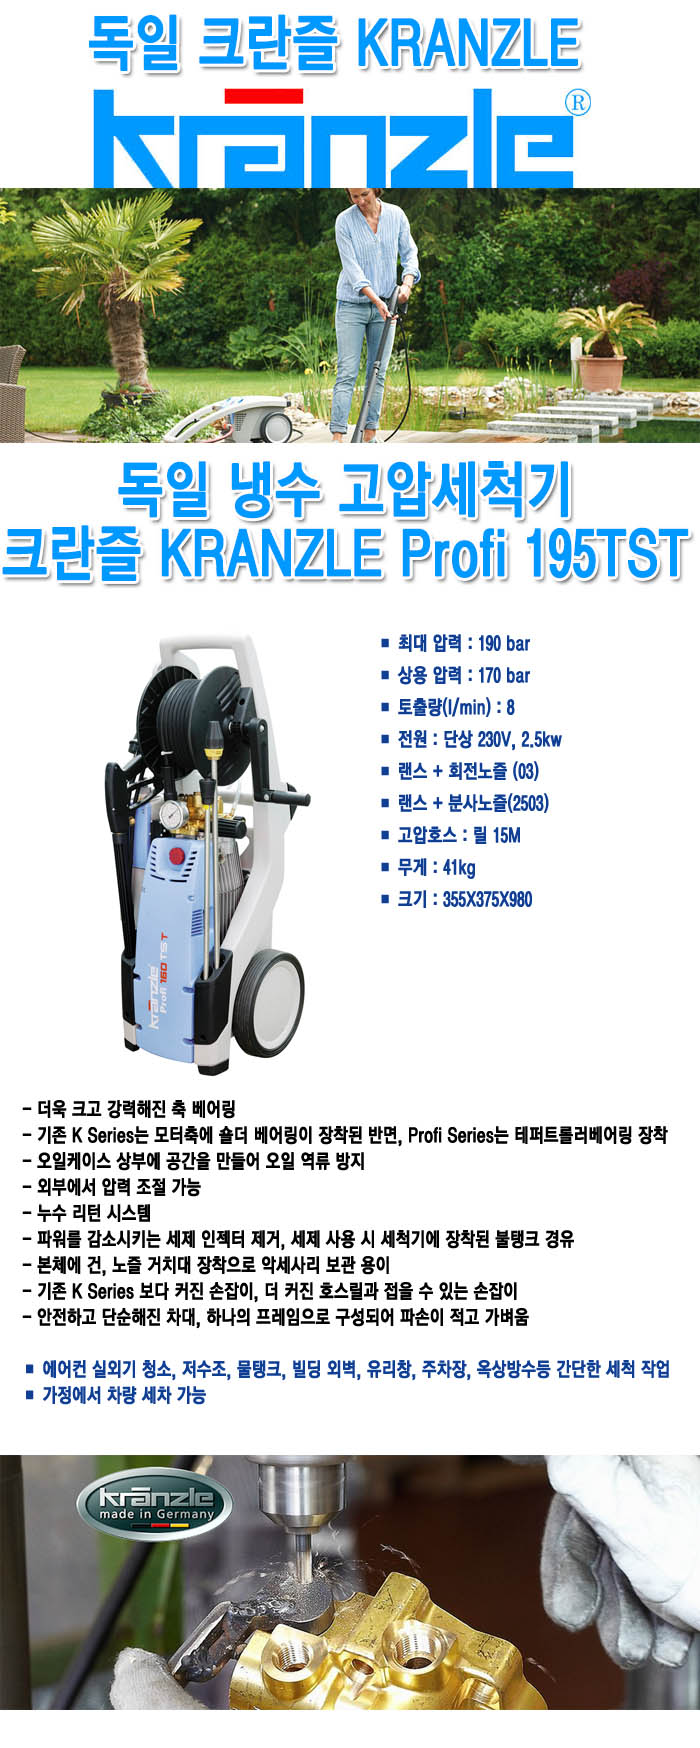 독일 크란즐 KRANZLE
kränzle®
독일 냉수 고압세척기
크란즐 KRANZLE Profi 195TST
▪ 최대 압력 : 190 bar
▪ 상용 압력 : 170 bar
▪ 토출량(l/min) : 8
▪ 전원 : 단상 230V, 2.5kw
▪ 랜스 + 회전노즐 (03)
▪ 랜스 + 분사노즐(2503)
▪ 고압호스 : 릴 15M
▪ 무게 : 41kg
▪ 크기 : 355X375X980
kränzle
Profi 160 TS T
- 더욱 크고 강력해진 축 베어링
- 기존 K Series는 모터축에 숄더 베어링이 장착된 반면, Profi Series는 테퍼트롤러베어링 장착
- 오일케이스 상부에 공간을 만들어 오일 역류 방지
- 외부에서 압력 조절 가능
- 누수 리턴 시스템
- 파워를 감소시키는 세제 인젝터 제거, 세제 사용 시 세척기에 장착된 불탱크 경유
- 본체에 건, 노즐 거치대 장착으로 악세사리 보관 용이
- 기존 K Series 보다 커진 손잡이, 더 커진 호스릴과 접을 수 있는 손잡이
- 안전하고 단순해진 차대, 하나의 프레임으로 구성되어 파손이 적고 가벼움
▪ 에어컨 실외기 청소, 저수조, 물탱크, 빌딩 외벽, 유리창, 주차장, 옥상방수등 간단한 세척 작업
▪ 가정에서 차량 세차 가능
kränzle
made in Germany